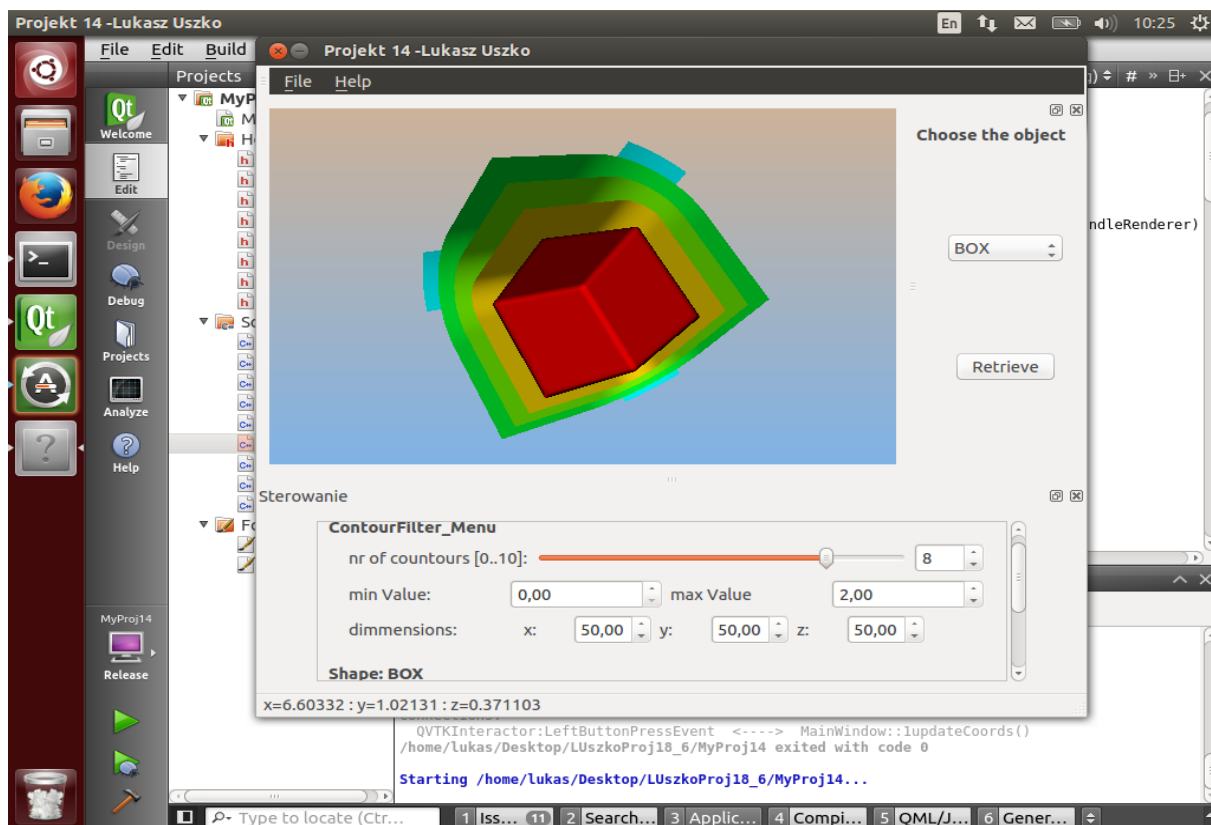 Projekt 14 -Lukasz Uszko
En
10:25
File Edit Build
Projekt 14 -Lukasz Uszko
Projects
File Help
MyP
M
H
Qt
Welcome
Edit
Design
Debug
Projects
Analyze
Help
Choose the object
ndleRenderer)
BOX
Retrieve
Sc
Fo
Sterowanie
ContourFilter_Menu
nr of countours [0..10]: 8
min Value: 0,00 max Value 2,00
dimmensions: x: 50,00 y: 50,00 z: 50,00
Shape: BOX
x=6.60332 : y=1.02131 : z=0.371103
MyProj14
Release
connections:
QVTKInteractor:LeftButtonPressEvent <----> MainWindow::1updateCoords()
/home/lukas/Desktop/LUszkoProj18_6/MyProj14 exited with code 0
Starting /home/lukas/Desktop/LUszkoProj18_6/MyProj14...
Type to locate (Ctr... 1 Iss... 11 2 Search... 3 Applic... 4 Compi... 5 QML/J... 6 Gener...